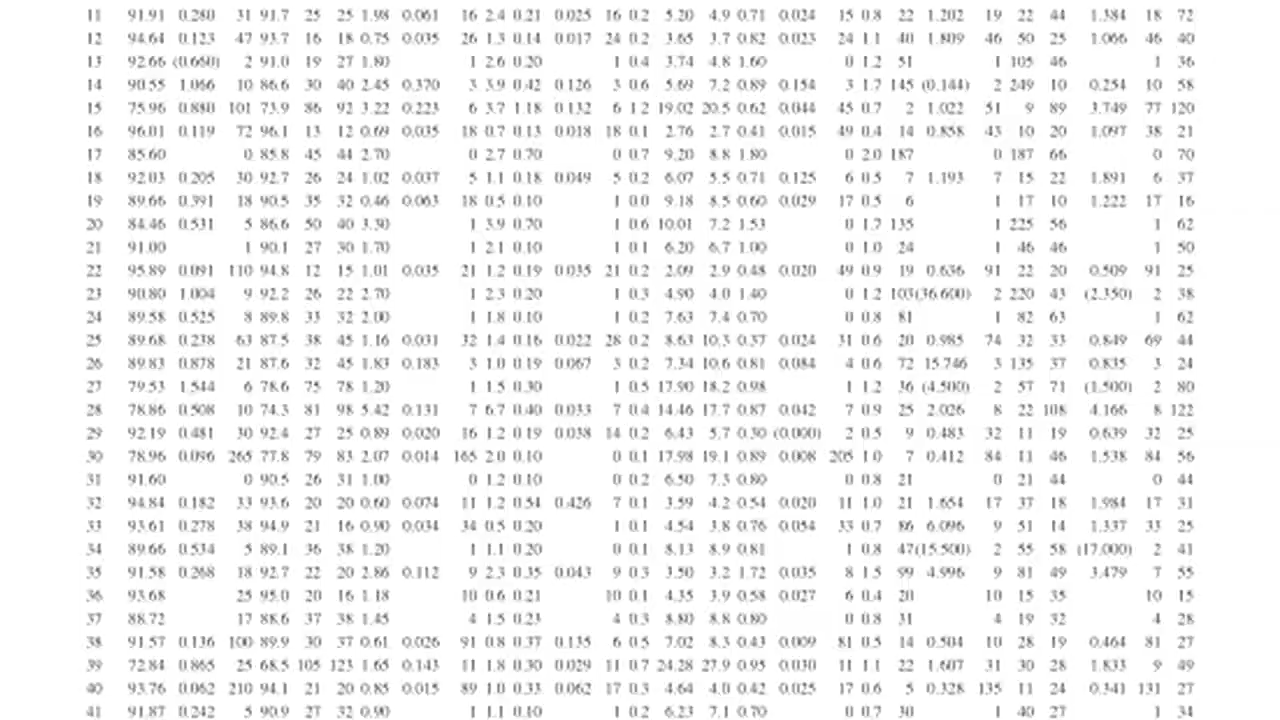 11 91.91 0.280 31 91.7 25 25 1.98 0.061 16 2.4 0.21 0.025 16 0.2 5.20 4.9 0.71 0.024 15 0.8 22 1.202 19 22 44 1.384 18 72
12 94.64 0.123 47 93.7 16 18 0.75 0.035 26 1.3 0.14 0.017 24 0.2 3.65 3.7 0.82 0.023 24 1.1 40 1.809 46 50 25 1.066 46 40
13 92.66 (0.660) 2 91.0 19 27 1.80 1 2.6 0.20 1 0.4 3.74 4.8 1.60 0 1.2 51 1 105 46 1 36
14 90.55 1.066 10 86.6 30 40 2.45 0.370 3 3.9 0.42 0.126 3 0.6 5.69 7.2 0.89 0.154 3 1.7 145 (0.144) 2 249 10 0.254 10 58
15 75.96 0.880 101 73.9 86 92 3.22 0.223 6 3.7 1.18 0.132 6 1.2 19.02 20.5 0.62 0.044 45 0.7 2 1.022 51 9 89 3.749 77 120
16 96.01 0.119 72 96.1 13 12 0.69 0.035 18 0.7 0.13 0.018 18 0.1 2.76 2.7 0.41 0.015 49 0.4 14 0.858 43 10 20 1.097 38 21
17 85.60 0 85.8 45 44 2.70 0 2.7 0.70 0 0.7 9.20 8.8 1.80 0 2.0 187 0 187 66 0 70
18 92.03 0.205 30 92.7 26 24 1.02 0.037 5 1.1 0.18 0.049 5 0.2 6.07 5.5 0.71 0.125 6 0.5 7 1.193 7 15 22 1.891 6 37
19 89.66 0.391 18 90.5 35 32 0.46 0.063 18 0.5 0.10 1 0.0 9.18 8.5 0.60 0.029 17 0.5 6 1 17 10 1.222 17 16
20 84.46 0.531 5 86.6 50 40 3.30 1 3.9 0.70 1 0.6 10.01 7.2 1.53 0 1.7 135 1 225 56 1 62
21 91.00 1 90.1 27 30 1.70 1 2.1 0.10 1 0.1 6.20 6.7 1.00 0 1.0 24 1 46 46 1 50
22 95.89 0.091 110 94.8 12 15 1.01 0.035 21 1.2 0.19 0.035 21 0.2 2.09 2.9 0.48 0.020 49 0.9 19 0.636 91 22 20 0.509 91 25
23 90.80 1.004 9 92.2 26 22 2.70 1 2.3 0.20 1 0.3 4.90 4.0 1.40 0 1.2 103(36.600) 2 220 43 (2.350) 2 38
24 89.58 0.525 8 89.8 33 32 2.00 1 1.8 0.10 1 0.2 7.63 7.4 0.70 0 0.8 81 1 82 63 1 62
25 89.68 0.238 63 87.5 38 45 1.16 0.031 32 1.4 0.16 0.022 28 0.2 8.63 10.3 0.37 0.024 31 0.6 20 0.985 74 32 33 0.849 69 44
26 89.83 0.878 21 87.6 32 45 1.83 0.183 3 1.0 0.19 0.067 3 0.2 7.34 10.6 0.81 0.084 4 0.6 72 15.746 3 135 37 0.835 3 24
27 79.53 1.544 6 78.6 75 78 1.20 1 1.5 0.30 1 0.5 17.90 18.2 0.98 1 1.2 36 (4.500) 2 57 71 (1.500) 2 80
28 78.86 0.508 10 74.3 81 98 5.42 0.131 7 6.7 0.40 0.033 7 0.4 14.46 17.7 0.87 0.042 7 0.9 25 2.026 8 22 108 4.166 8 122
29 92.19 0.481 30 92.4 27 25 0.89 0.020 16 1.2 0.19 0.038 14 0.2 6.43 5.7 0.30 (0.000) 2 0.5 9 0.483 32 11 19 0.639 32 25
30 78.96 0.096 265 77.8 79 83 2.07 0.014 165 2.0 0.10 0 0.1 17.98 19.1 0.89 0.008 205 1.0 7 0.412 84 11 46 1.538 84 56
31 91.60 0 90.5 26 31 1.00 0 1.2 0.10 0 0.2 6.50 7.3 0.80 0 0.8 21 0 21 44 0 44
32 94.84 0.182 33 93.6 20 20 0.60 0.074 11 1.2 0.54 0.426 7 0.1 3.59 4.2 0.54 0.020 11 1.0 21 1.654 17 37 18 1.984 17 31
33 93.61 0.278 38 94.9 21 16 0.90 0.034 34 0.5 0.20 1 0.1 4.54 3.8 0.76 0.054 33 0.7 86 6.096 9 51 14 1.337 33 25
34 89.66 0.534 5 89.1 36 38 1.20 1 1.1 0.20 0 0.1 8.13 8.9 0.81 1 0.8 47(15.500) 2 55 58 (17.000) 2 41
35 91.58 0.268 18 92.7 22 20 2.86 0.112 9 2.3 0.35 0.043 9 0.3 3.50 3.2 1.72 0.035 8 1.5 99 4.996 9 81 49 3.479 7 55
36 93.68 25 95.0 20 16 1.18 10 0.6 0.21 10 0.1 4.35 3.9 0.58 0.027 6 0.4 20 10 15 35 10 15
37 88.72 17 88.6 37 38 1.45 4 1.5 0.23 4 0.3 8.80 8.8 0.80 0 0.8 31 4 19 32 4 28
38 91.57 0.136 100 89.9 30 37 0.61 0.026 91 0.8 0.37 0.135 6 0.5 7.02 8.3 0.43 0.009 81 0.5 14 0.504 10 28 19 0.464 81 27
39 72.84 0.865 25 68.5 105 123 1.65 0.143 11 1.8 0.30 0.029 11 0.7 24.28 27.9 0.95 0.030 11 1.1 22 1.607 31 30 28 1.833 9 49
40 93.76 0.062 210 94.1 21 20 0.85 0.015 89 1.0 0.33 0.062 17 0.3 4.64 4.0 0.42 0.025 17 0.6 5 0.328 135 11 24 0.341 131 27
41 91.87 0.242 5 90.9 27 32 0.90 1 1.1 0.10 1 0.2 6.23 7.1 0.70 0 0.7 30 1 40 27 1 34